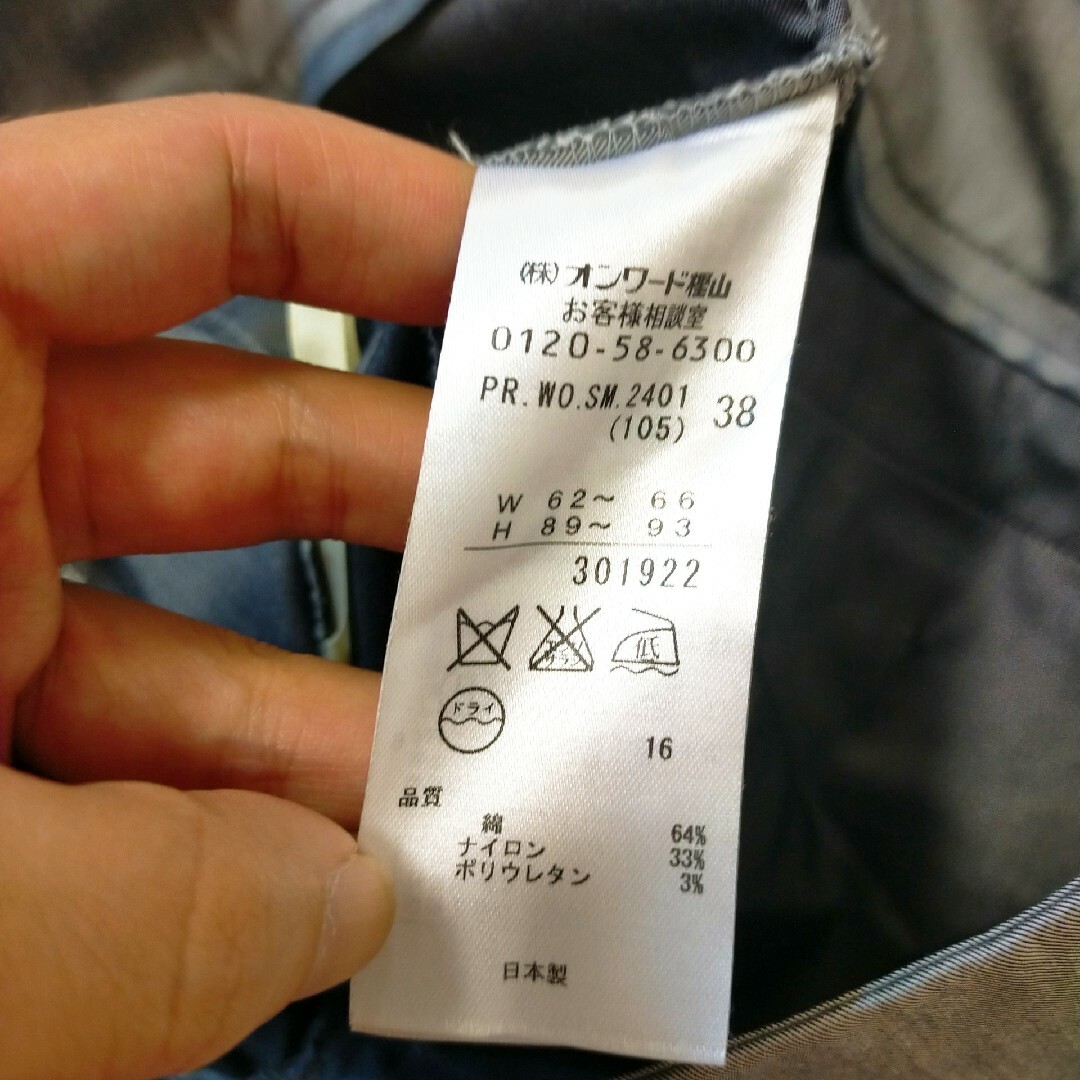 (株)オンワード樫山
お客様相談室
0120-58-6300
PR.WO.SM.2401 38
(105)
W 62～ 66
H 89～ 93
301922
低
ドライ
16
品質
綿 64%
ナイロン 33%
ポリウレタン 3%
日本製